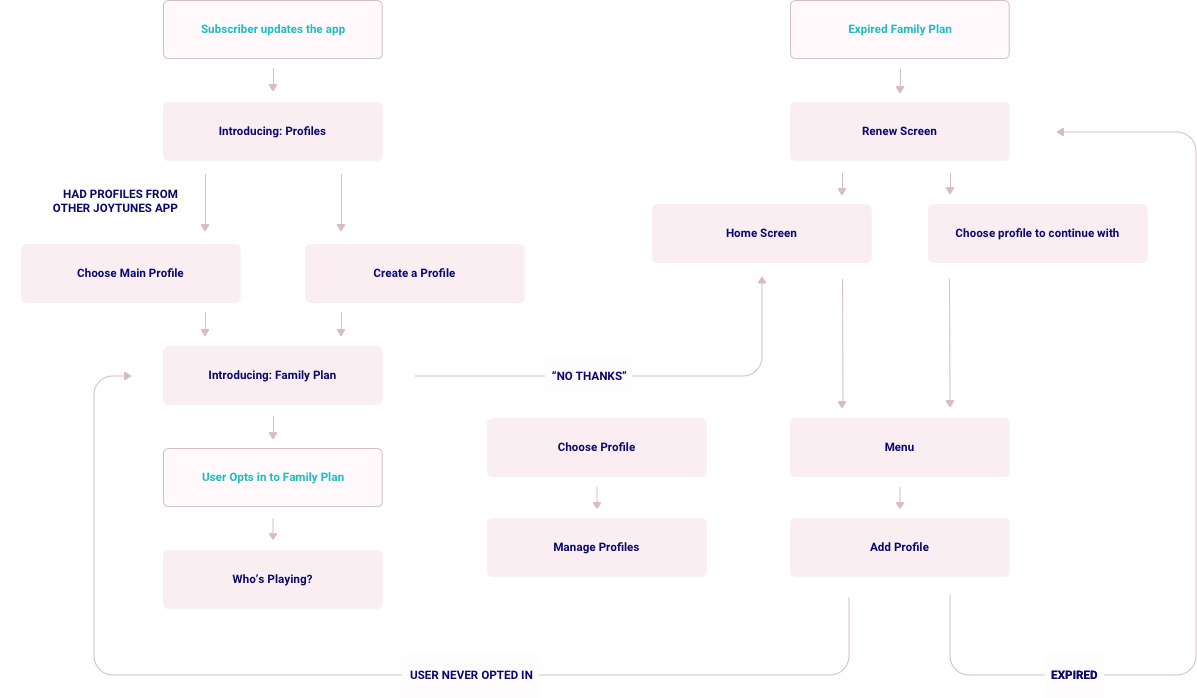 Subscriber updates the app
Expired Family Plan
Introducing: Profiles
Renew Screen
HAD PROFILES FROM
OTHER JOYTUNES APP
Home Screen
Choose profile to continue with
Choose Main Profile
Create a Profile
Introducing: Family Plan
“NO THANKS”
Choose Profile
Menu
User Opts in to Family Plan
Manage Profiles
Add Profile
Who’s Playing?
USER NEVER OPTED IN
EXPIRED